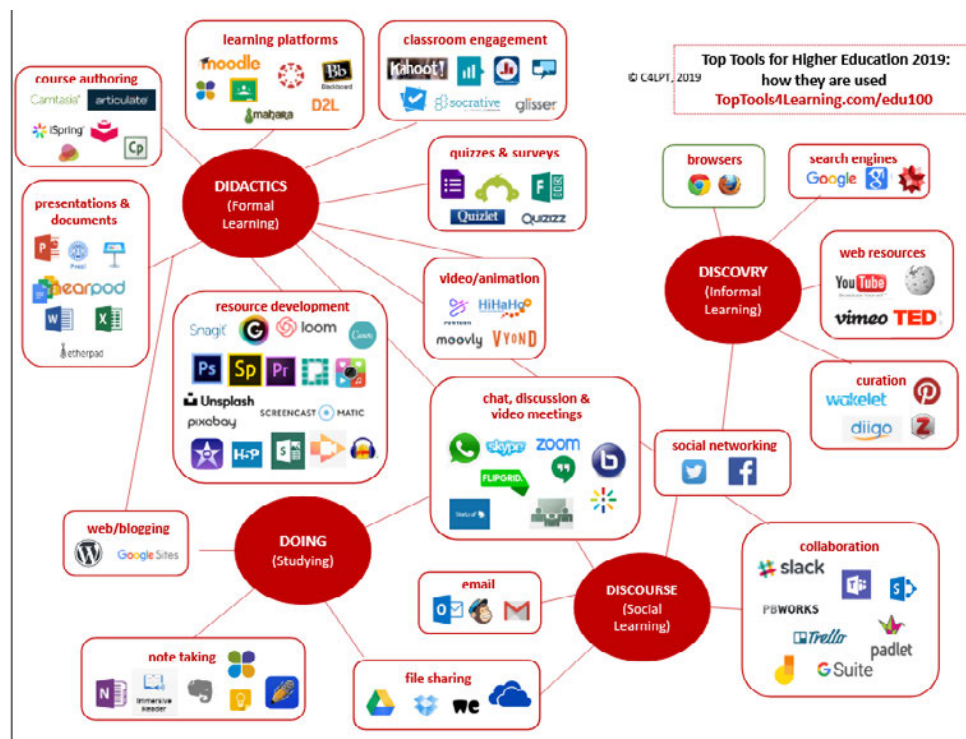 Top Tools for Higher Education 2019:
how they are used
TopTools4Learning.com/edu100
© C4LPT, 2019
learning platforms
moodle
Bb
Blackboard
mahara
D2L
classroom engagement
Kahoot!
socrative
glisser
course authoring
Camtasia
articulate
iSpring
Cp
DIDACTICS
(Formal
Learning)
quizzes & surveys
F
Quizlet
Quizizz
browsers
search engines
Google
g
presentations &
documents
P
Prezi
earpod
W
X
etherpad
DISCOVRY
(Informal
Learning)
web resources
YouTube
vimeo
TED
video/animation
POWTOON
HiHaHo
moovly
VYOND
resource development
Snagit
G
loom
Canva
Ps
Sp
Pr
Unsplash
pixabay
SCREENCAST MATIC
H5P
S
curation
wakelet
diigo
Z
chat, discussion &
video meetings
skype
zoom
b
FLIPGRID.
social networking
f
web/blogging
Google Sites
DOING
(Studying)
collaboration
slack
T
S
PBWORKS
Trello
padlet
G Suite
email
O
DISCOURSE
(Social
Learning)
note taking
N
Immersive
Reader
file sharing
we